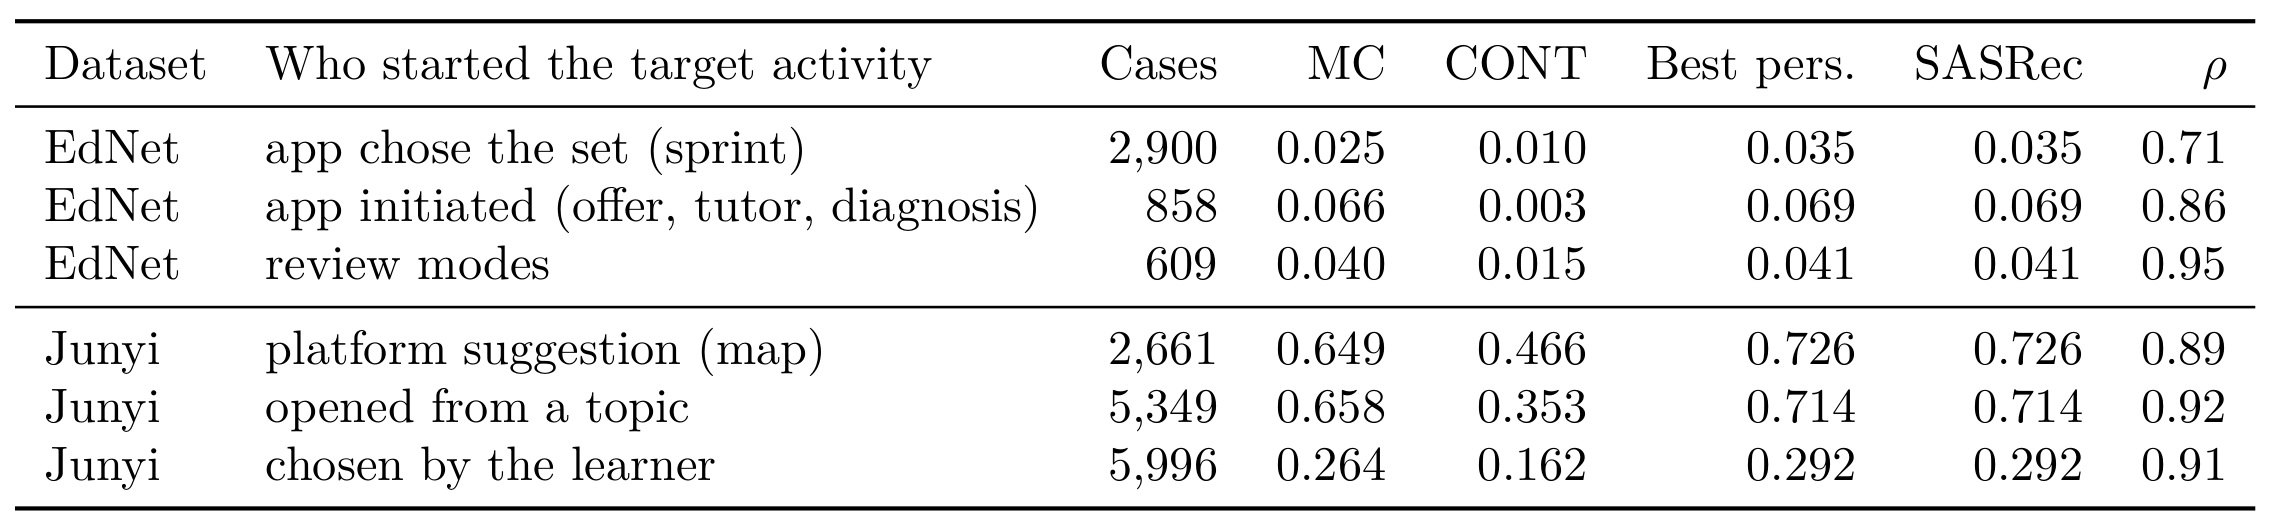 Dataset Who started the target activity Cases MC CONT Best pers. SASRec ρ
EdNet app chose the set (sprint) 2,900 0.025 0.010 0.035 0.035 0.71
EdNet app initiated (offer, tutor, diagnosis) 858 0.066 0.003 0.069 0.069 0.86
EdNet review modes 609 0.040 0.015 0.041 0.041 0.95
Junyi platform suggestion (map) 2,661 0.649 0.466 0.726 0.726 0.89
Junyi opened from a topic 5,349 0.658 0.353 0.714 0.714 0.92
Junyi chosen by the learner 5,996 0.264 0.162 0.292 0.292 0.91